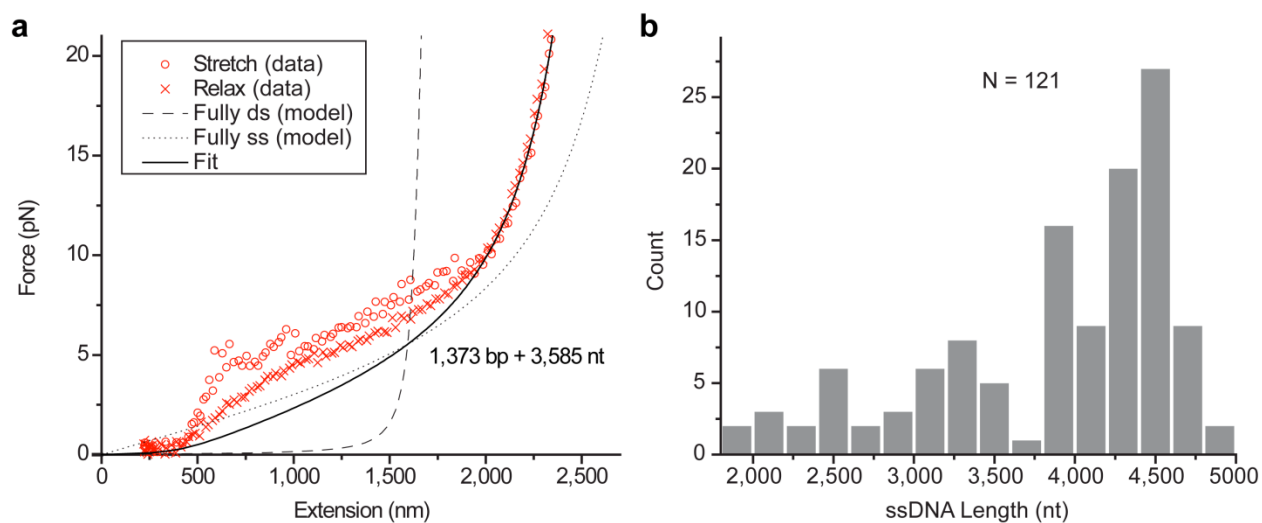 a
20
15
10
5
0
Force (pN)
Stretch (data)
Relax (data)
Fully ds (model)
Fully ss (model)
Fit
1,373 bp + 3,585 nt
0
500
1,000
1,500
2,000
2,500
Extension (nm)
b
25
20
15
10
5
0
Count
N = 121
2,000
2,500
3,000
3,500
4,000
4,500
5000
ssDNA Length (nt)